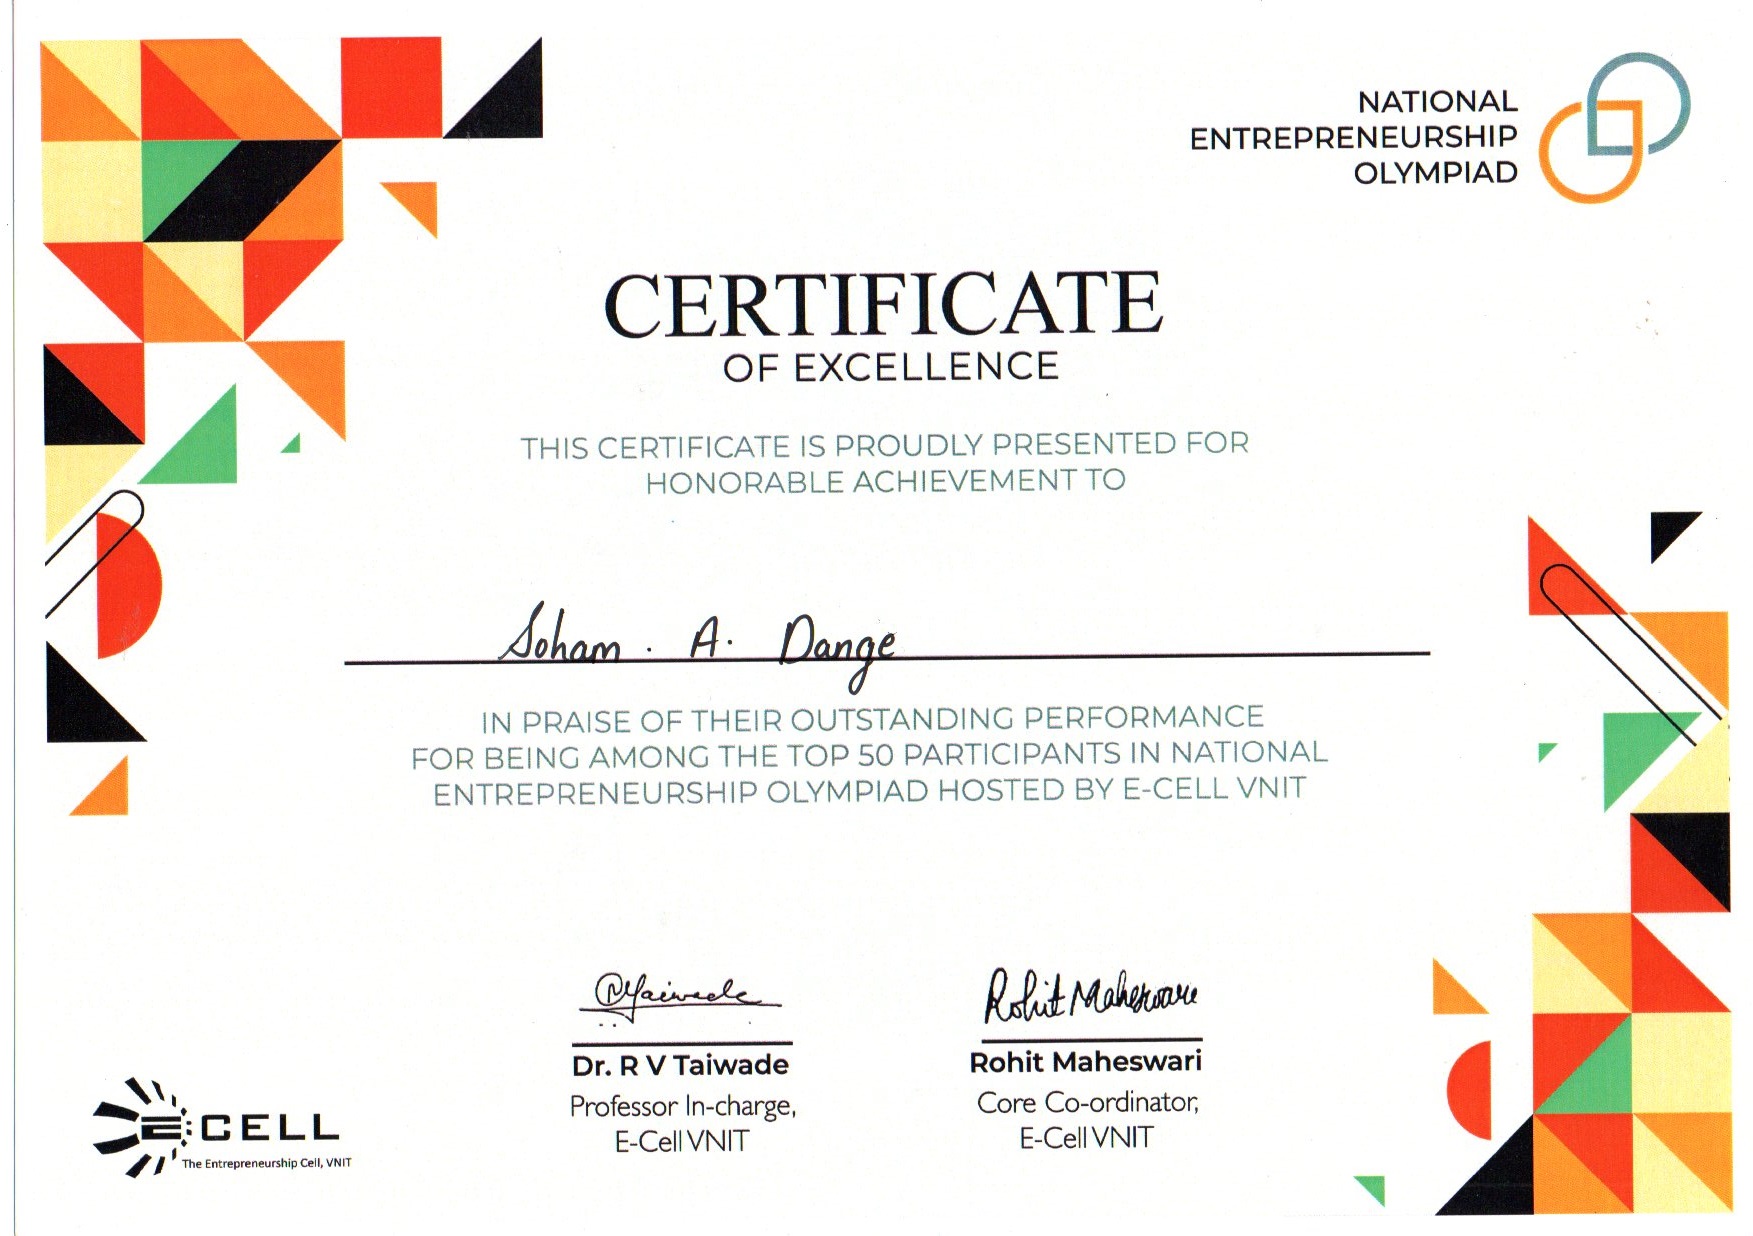 NATIONAL
ENTREPRENEURSHIP
OLYMPIAD
CERTIFICATE
OF EXCELLENCE
THIS CERTIFICATE IS PROUDLY PRESENTED FOR
HONORABLE ACHIEVEMENT TO
Soham . A. Dange
IN PRAISE OF THEIR OUTSTANDING PERFORMANCE
FOR BEING AMONG THE TOP 50 PARTICIPANTS IN NATIONAL
ENTREPRENEURSHIP OLYMPIAD HOSTED BY E-CELL VNIT
RVTaiwade
Rohit Maheswari
Dr. R V Taiwade
Professor In-charge,
E-Cell VNIT
Rohit Maheswari
Core Co-ordinator,
E-Cell VNIT
E-CELL
The Entrepreneurship Cell, VNIT